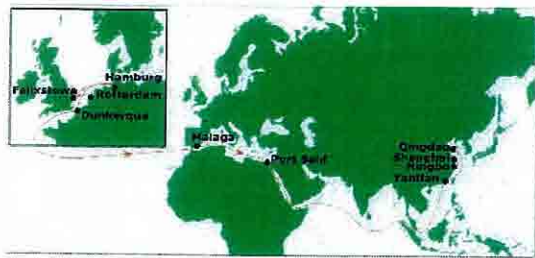 Hamburg
Felixstowe
Rotterdam
Dunkerque
Malaga
Port Said
Qingdao
Shanghai
Ningbo
Yantian